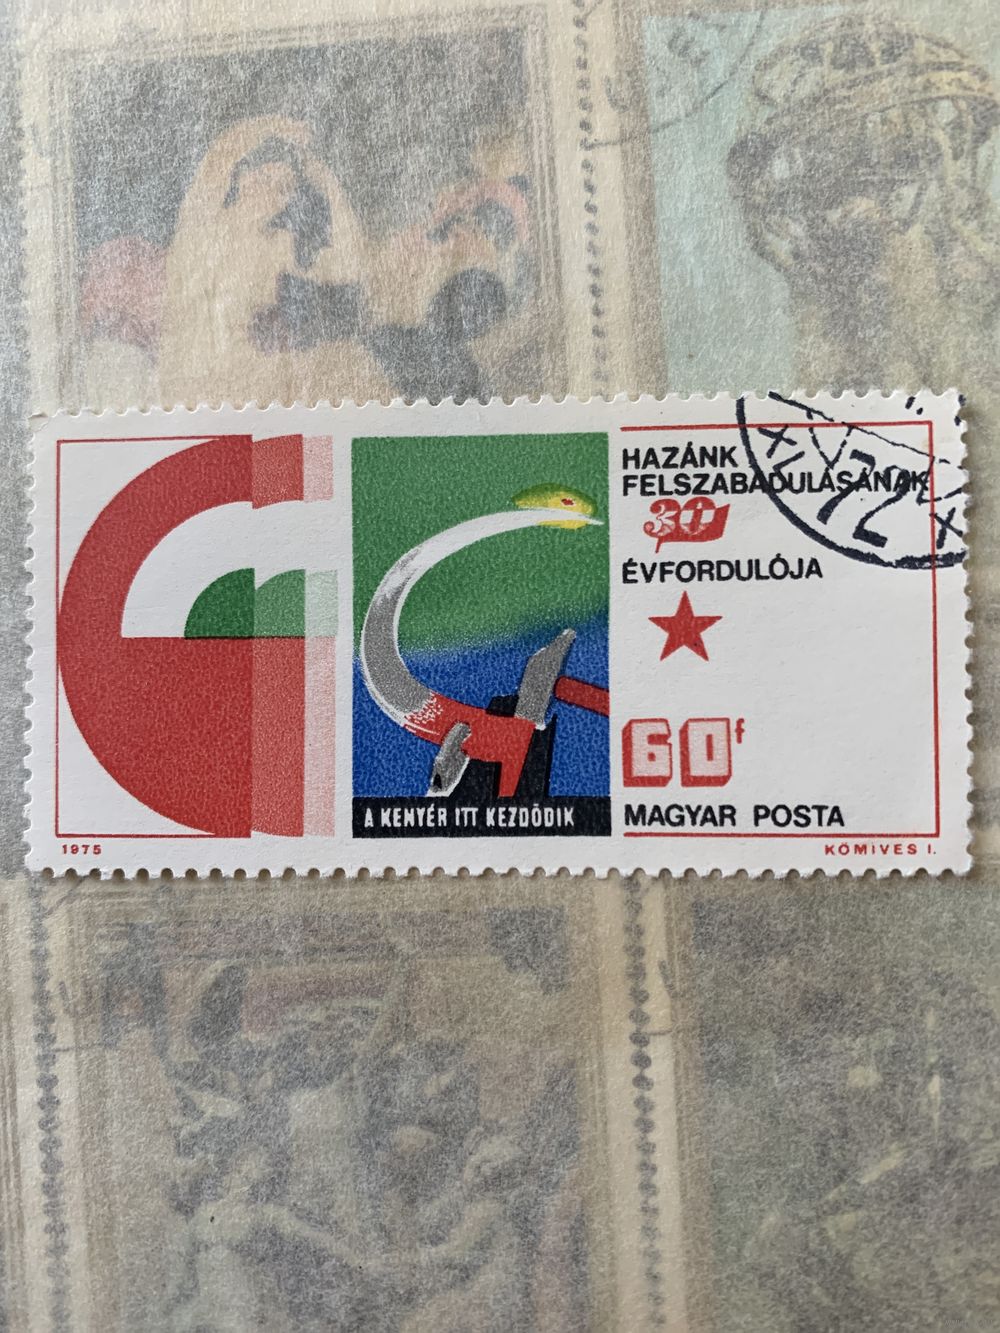 HAZÁNK
FELSZABADULÁSÁNAK
30
ÉVFORDULÓJA
60f
A KENYÉR ITT KEZDŐDIK
MAGYAR POSTA
1975
KÖMIVES I.